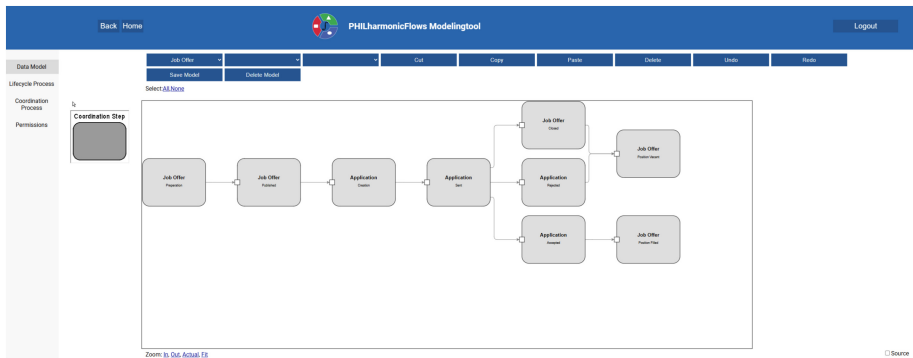 Back Home
PHILharmonicFlows Modelingtool
Logout
Data Model
Lifecycle Process
Coordination Process
Permissions
Job Offer
Cut
Copy
Paste
Delete
Undo
Redo
Save Model
Delete Model
Select: All, None
Coordination Step
Job Offer
Preparation
Job Offer
Published
Application
Creation
Application
Sent
Job Offer
Closed
Application
Rejected
Application
Accepted
Job Offer
Position Vacant
Job Offer
Position Filled
Zoom: In, Out, Actual, Fit
Source